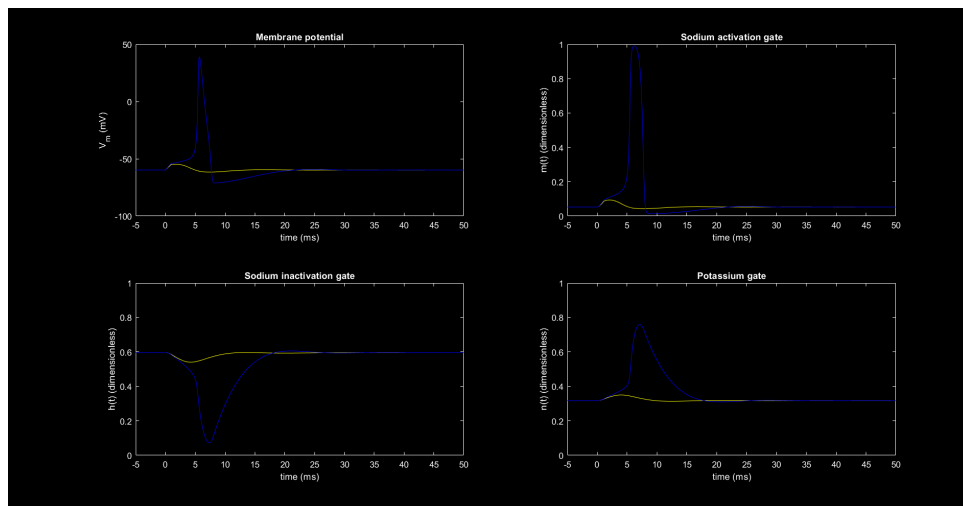 Membrane potential
50
0
-50
-100
V_m (mV)
-5 0 5 10 15 20 25 30 35 40 45 50
time (ms)
Sodium activation gate
1
0.8
0.6
0.4
0.2
0
m(t) (dimensionless)
-5 0 5 10 15 20 25 30 35 40 45 50
time (ms)
Sodium inactivation gate
1
0.8
0.6
0.4
0.2
0
h(t) (dimensionless)
-5 0 5 10 15 20 25 30 35 40 45 50
time (ms)
Potassium gate
1
0.8
0.6
0.4
0.2
0
n(t) (dimensionless)
-5 0 5 10 15 20 25 30 35 40 45 50
time (ms)